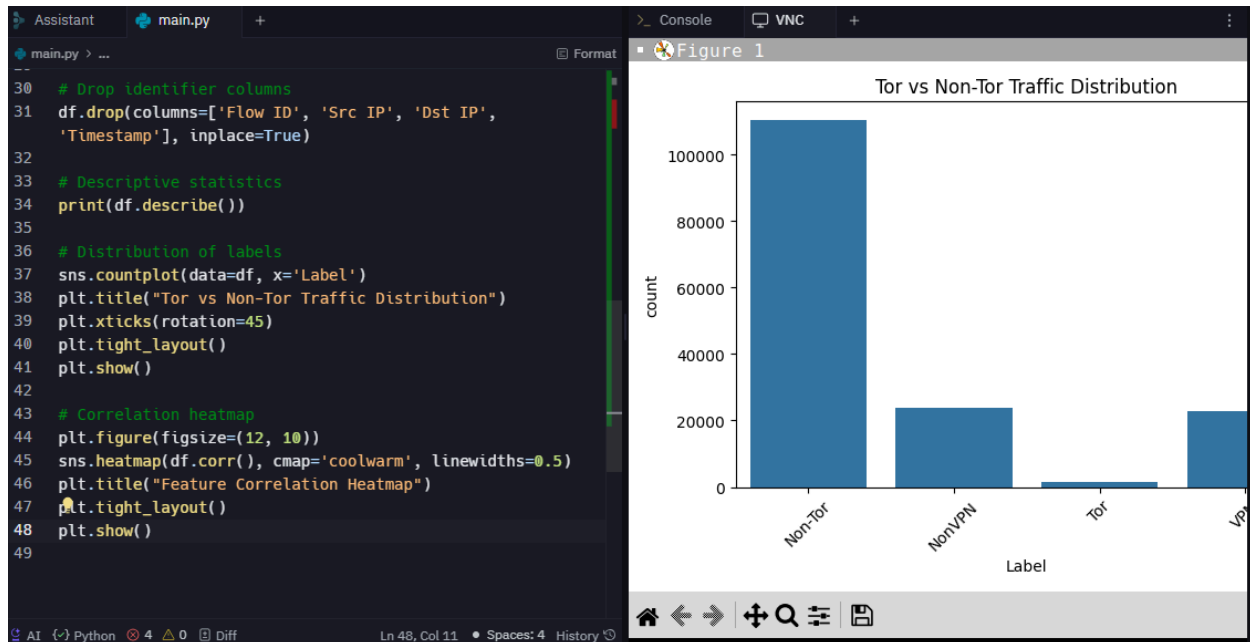 Assistant
main.py
+
main.py > ...
Format
30 # Drop identifier columns
31 df.drop(columns=['Flow ID', 'Src IP', 'Dst IP',
'Timestamp'], inplace=True)
32
33 # Descriptive statistics
34 print(df.describe())
35
36 # Distribution of labels
37 sns.countplot(data=df, x='Label')
38 plt.title("Tor vs Non-Tor Traffic Distribution")
39 plt.xticks(rotation=45)
40 plt.tight_layout()
41 plt.show()
42
43 # Correlation heatmap
44 plt.figure(figsize=(12, 10))
45 sns.heatmap(df.corr(), cmap='coolwarm', linewidths=0.5)
46 plt.title("Feature Correlation Heatmap")
47 plt.tight_layout()
48 plt.show()
49
AI {} Python 4 0 Diff
Ln 48, Col 11 • Spaces: 4 History
>_ Console
VNC
+
Figure 1
Tor vs Non-Tor Traffic Distribution
100000
80000
60000
40000
20000
0
count
Non-Tor
NonVPN
Tor
Label